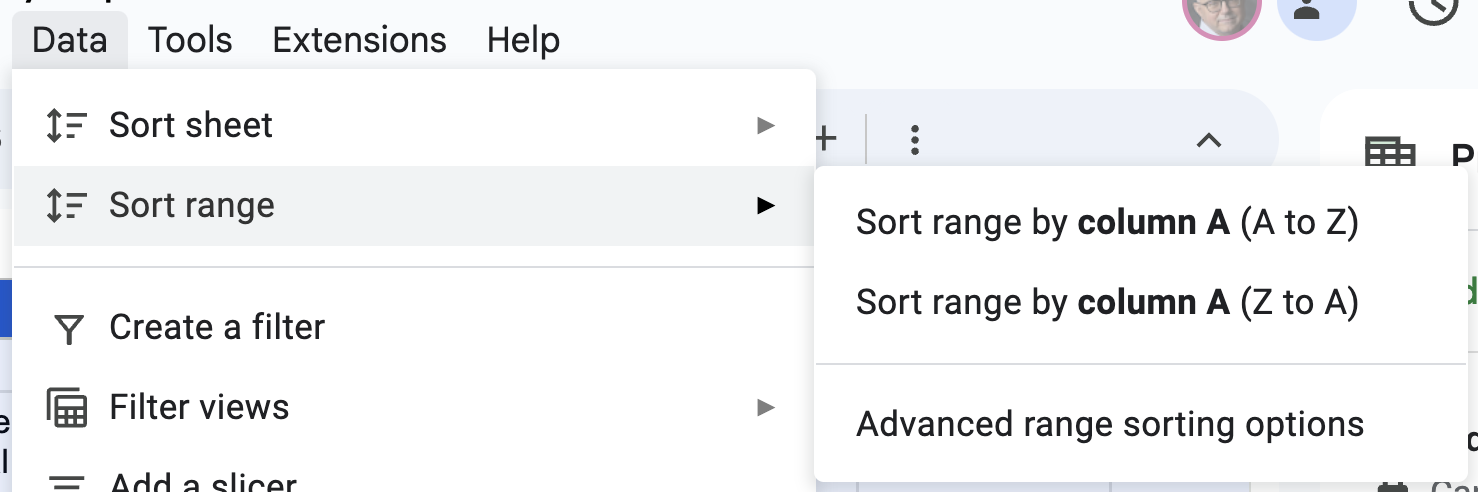 Data Tools Extensions Help
Sort sheet
Sort range
Sort range by column A (A to Z)
Sort range by column A (Z to A)
Advanced range sorting options
Create a filter
Filter views
Add a slicer